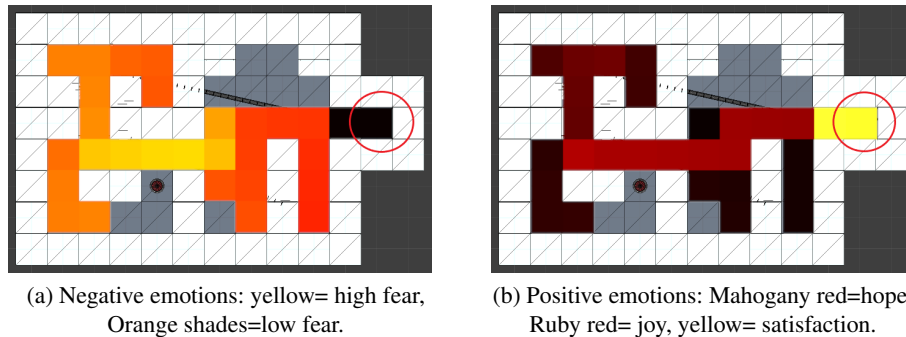 (a) Negative emotions: yellow= high fear,
Orange shades=low fear.
(b) Positive emotions: Mahogany red=hope
Ruby red= joy, yellow= satisfaction.